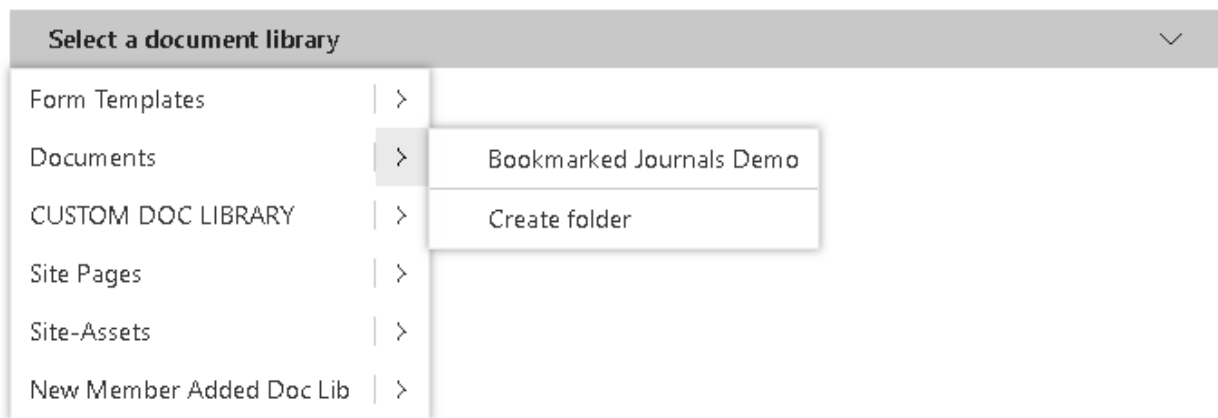 Select a document library
Form Templates
Documents
Bookmarked Journals Demo
CUSTOM DOC LIBRARY
Create folder
Site Pages
Site-Assets
New Member Added Doc Lib